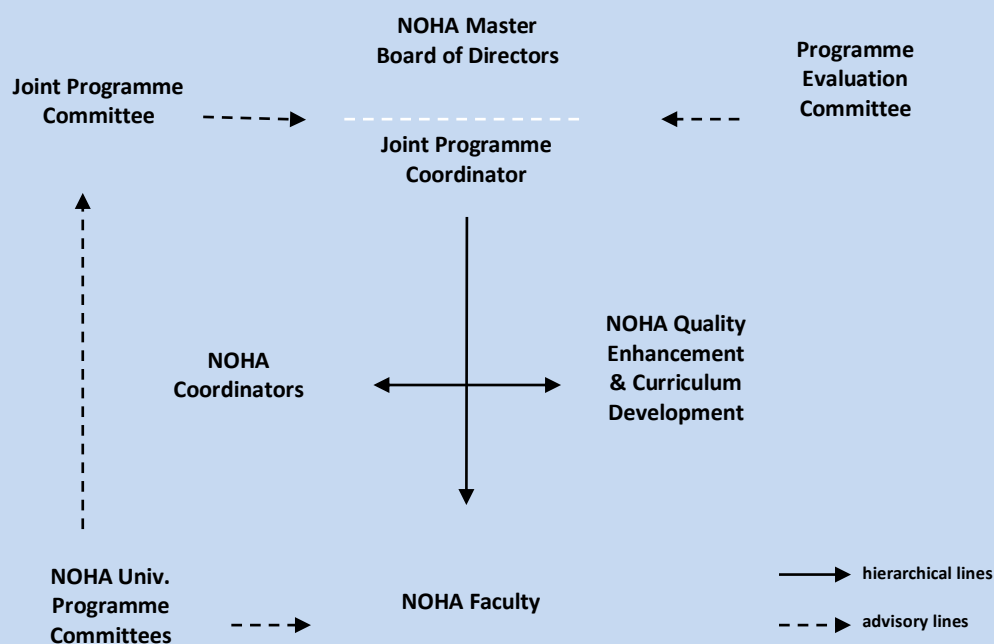 NOHA Master
Board of Directors
Programme
Evaluation
Committee
Joint Programme
Committee
Joint Programme
Coordinator
NOHA
Coordinators
NOHA Quality
Enhancement
& Curriculum
Development
NOHA Univ.
Programme
Committees
NOHA Faculty
hierarchical lines
advisory lines